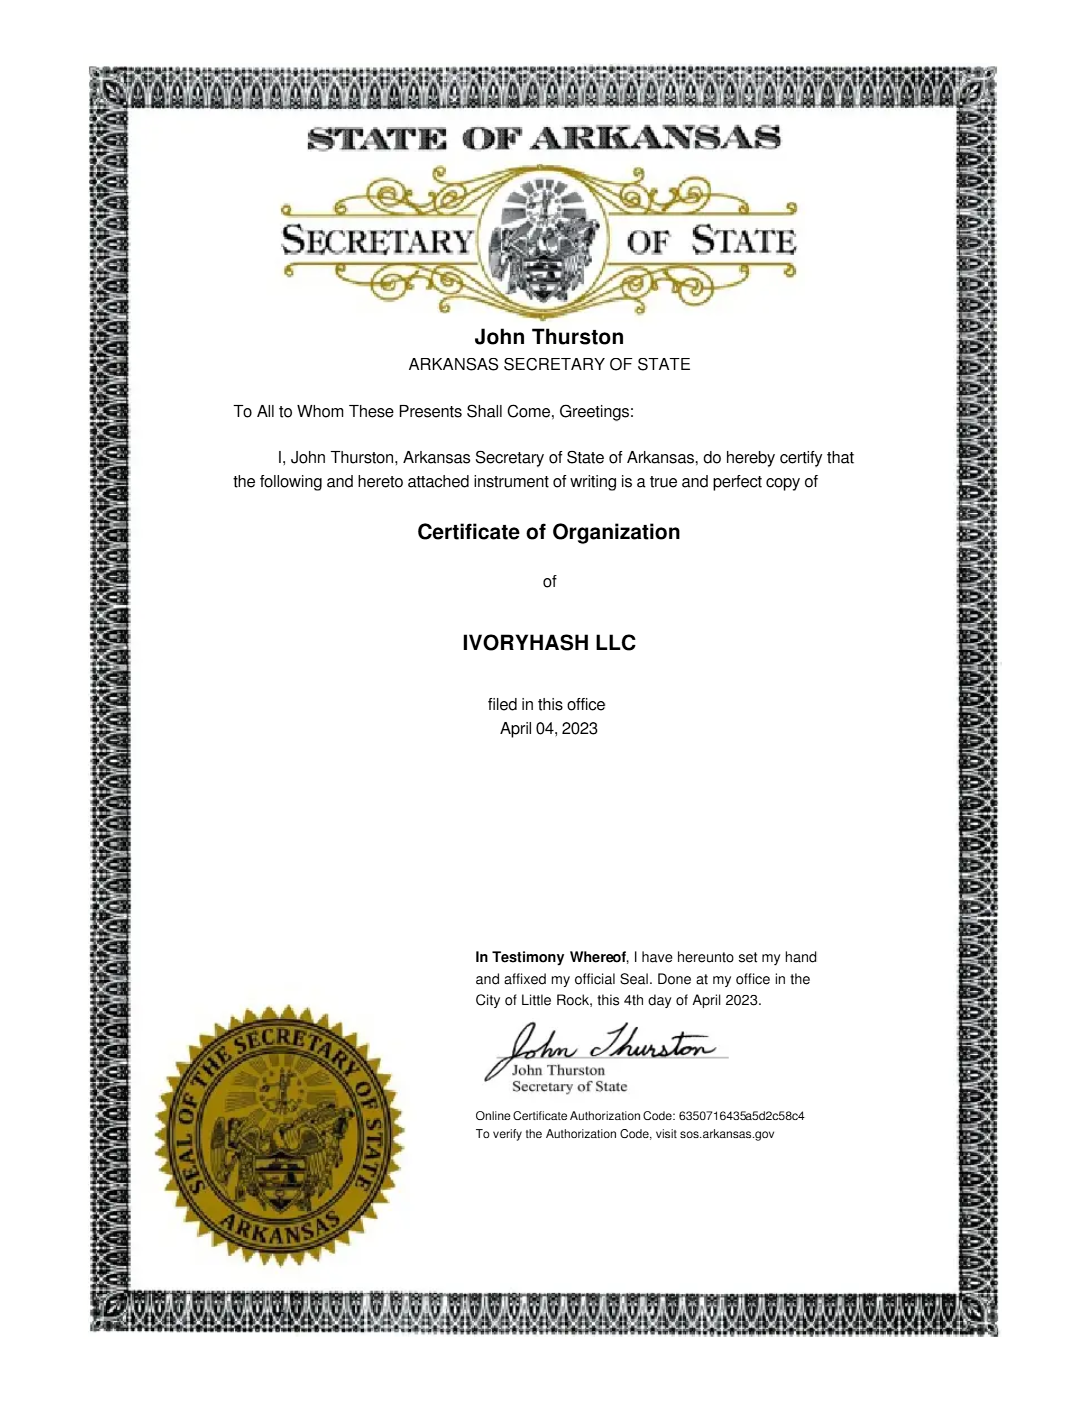 STATE OF ARKANSAS
SECRETARY OF STATE
John Thurston
ARKANSAS SECRETARY OF STATE
To All to Whom These Presents Shall Come, Greetings:
I, John Thurston, Arkansas Secretary of State of Arkansas, do hereby certify that
the following and hereto attached instrument of writing is a true and perfect copy of
Certificate of Organization
of
IVORYHASH LLC
filed in this office
April 04, 2023
In Testimony Whereof, I have hereunto set my hand
and affixed my official Seal. Done at my office in the
City of Little Rock, this 4th day of April 2023.
John Thurston
John Thurston
Secretary of State
Online Certificate Authorization Code: 6350716435a5d2c58c4
To verify the Authorization Code, visit sos.arkansas.gov
SEAL OF THE SECRETARY OF STATE
ARKANSAS